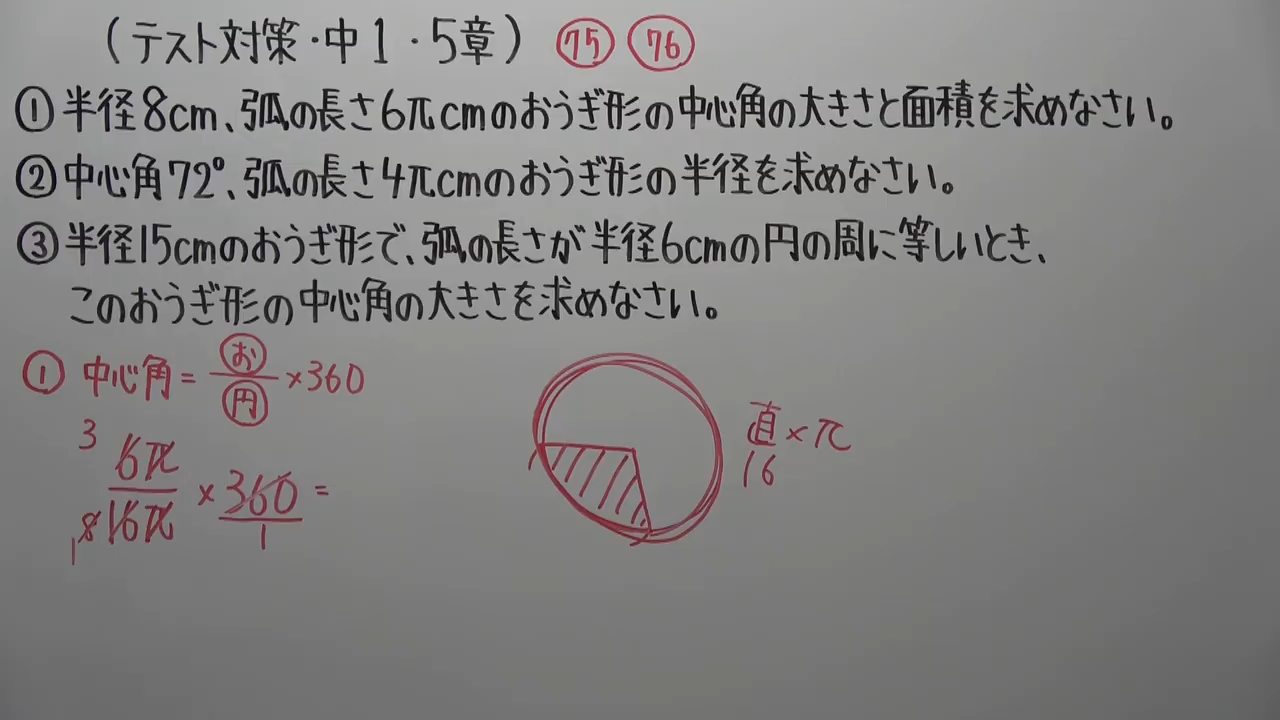 (テスト対策・中1・5章) 75 76
① 半径8cm、弧の長さ6πcmのおうぎ形の中心角の大きさと面積を求めなさい。
② 中心角72°、弧の長さ4πcmのおうぎ形の半径を求めなさい。
③ 半径15cmのおうぎ形で、弧の長さが半径6cmの円の周に等しいとき、
このおうぎ形の中心角の大きさを求めなさい。
① 中心角 = お/円 × 360
3 6π/16π 8 1 × 360/1 =
直 × π
16